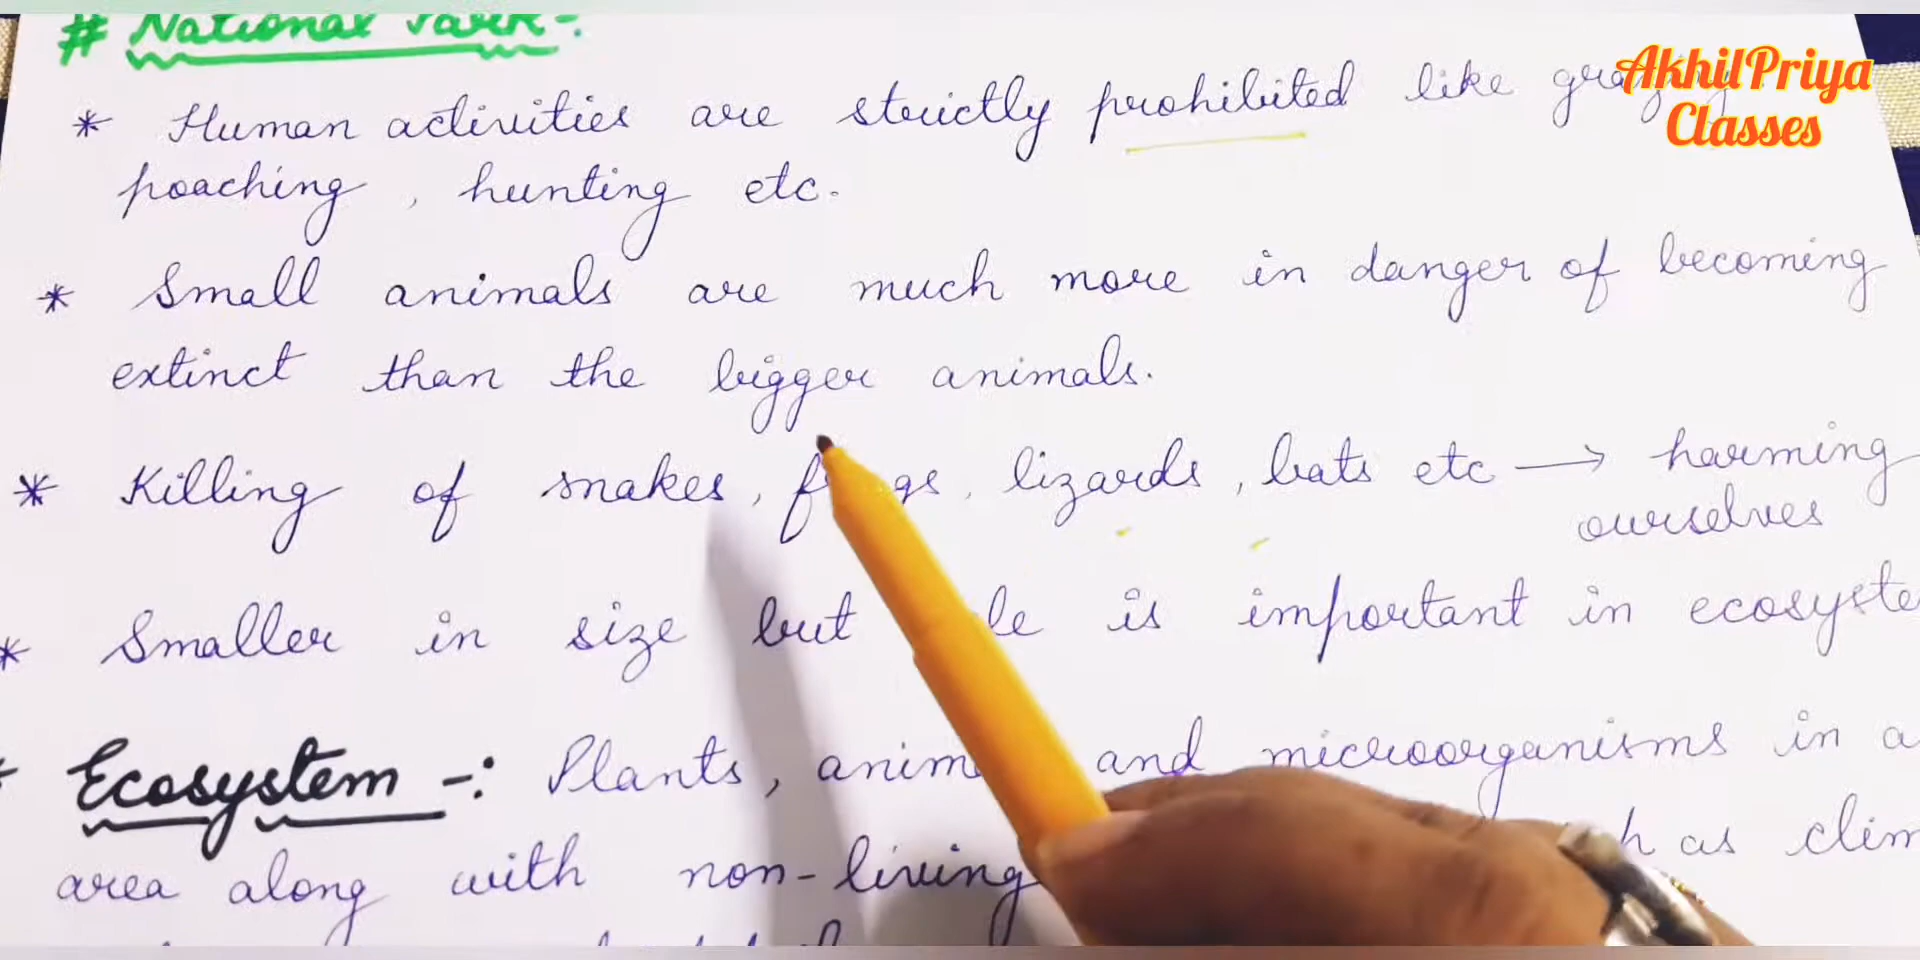 # National Park -:
AkhilPriya
Classes
* Human activities are strictly prohibited like
poaching, hunting etc.
* Small animals are much more in danger of becoming
extinct than the bigger animals.
* Killing of snakes, lizards, bats etc → harming
ourselves
* Smaller in size but is important in
Ecosystem -: Plants, and microorganisms in
area along with non-living as